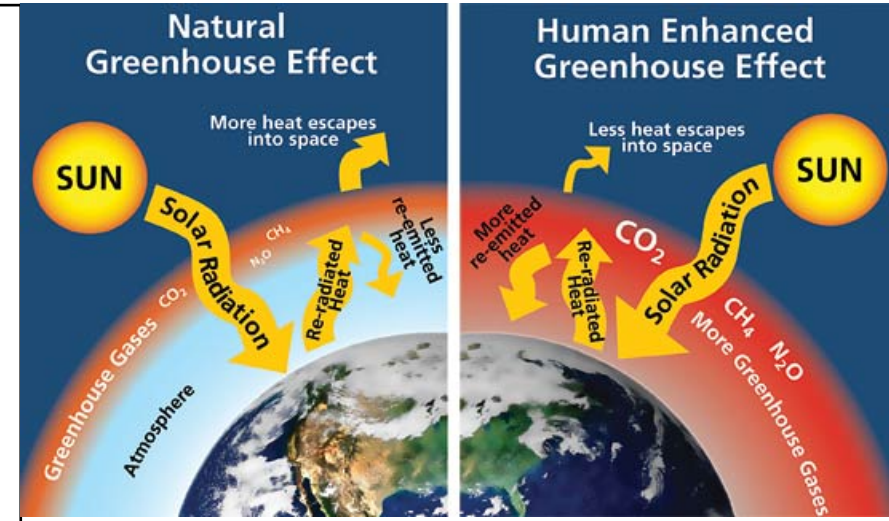 Natural
Greenhouse Effect
More heat escapes
into space
SUN
Solar Radiation
CH₄
N₂O
CO₂
Less
re-emitted
heat
Re-radiated
Heat
Greenhouse Gases
Atmosphere
Human Enhanced
Greenhouse Effect
Less heat escapes
into space
SUN
More
re-emitted
heat
CO₂
Re-radiated
Heat
Solar Radiation
CH₄
N₂O
More Greenhouse Gases